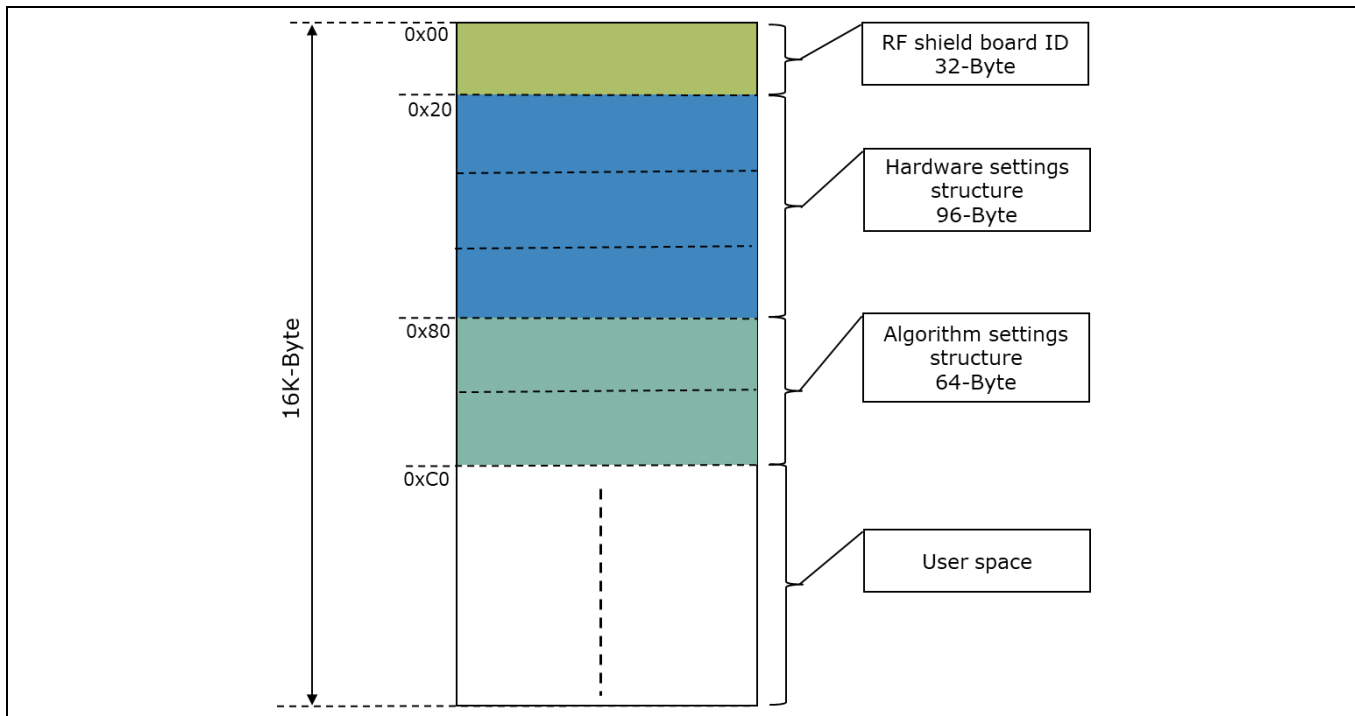 0x00
RF shield board ID
32-Byte
0x20
Hardware settings
structure
96-Byte
16K-Byte
0x80
Algorithm settings
structure
64-Byte
0xC0
User space